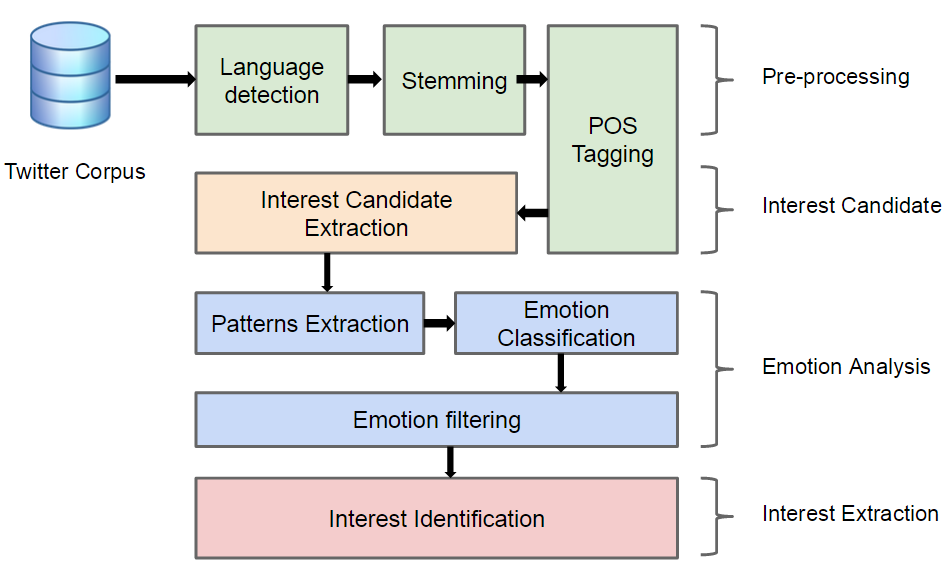 Language
detection
Stemming
POS
Tagging
Pre-processing
Twitter Corpus
Interest Candidate
Extraction
Interest Candidate
Patterns Extraction
Emotion
Classification
Emotion Analysis
Emotion filtering
Interest Identification
Interest Extraction